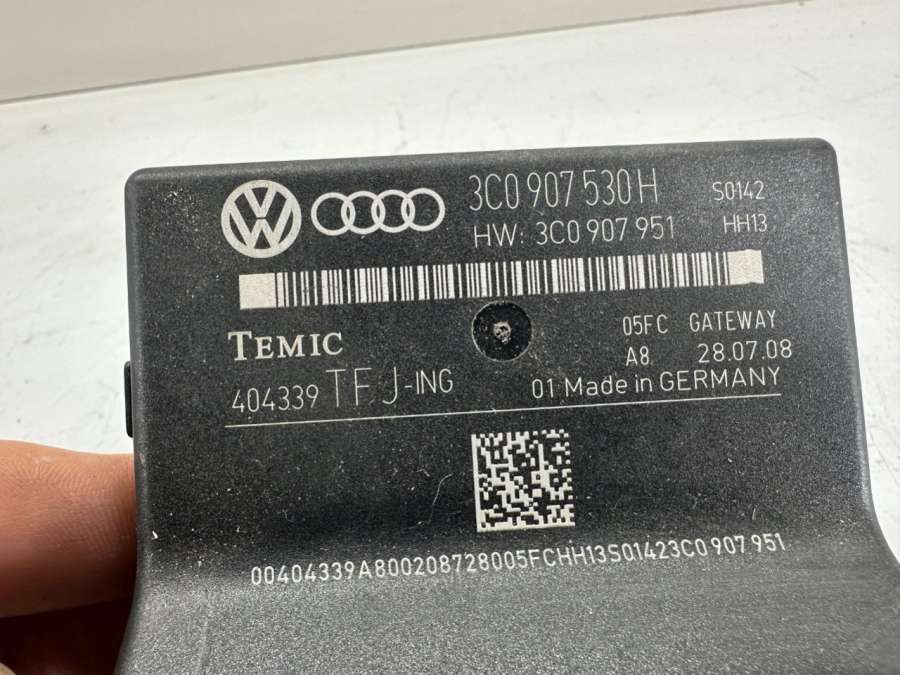 3C0 907 530 H S0142
HW: 3C0 907 951 HH13
TEMIC 05FC GATEWAY
A8 28.07.08
404339 TFJ-ING 01 Made in GERMANY
00404339A800208728005FCHH13S01423C0 907 951